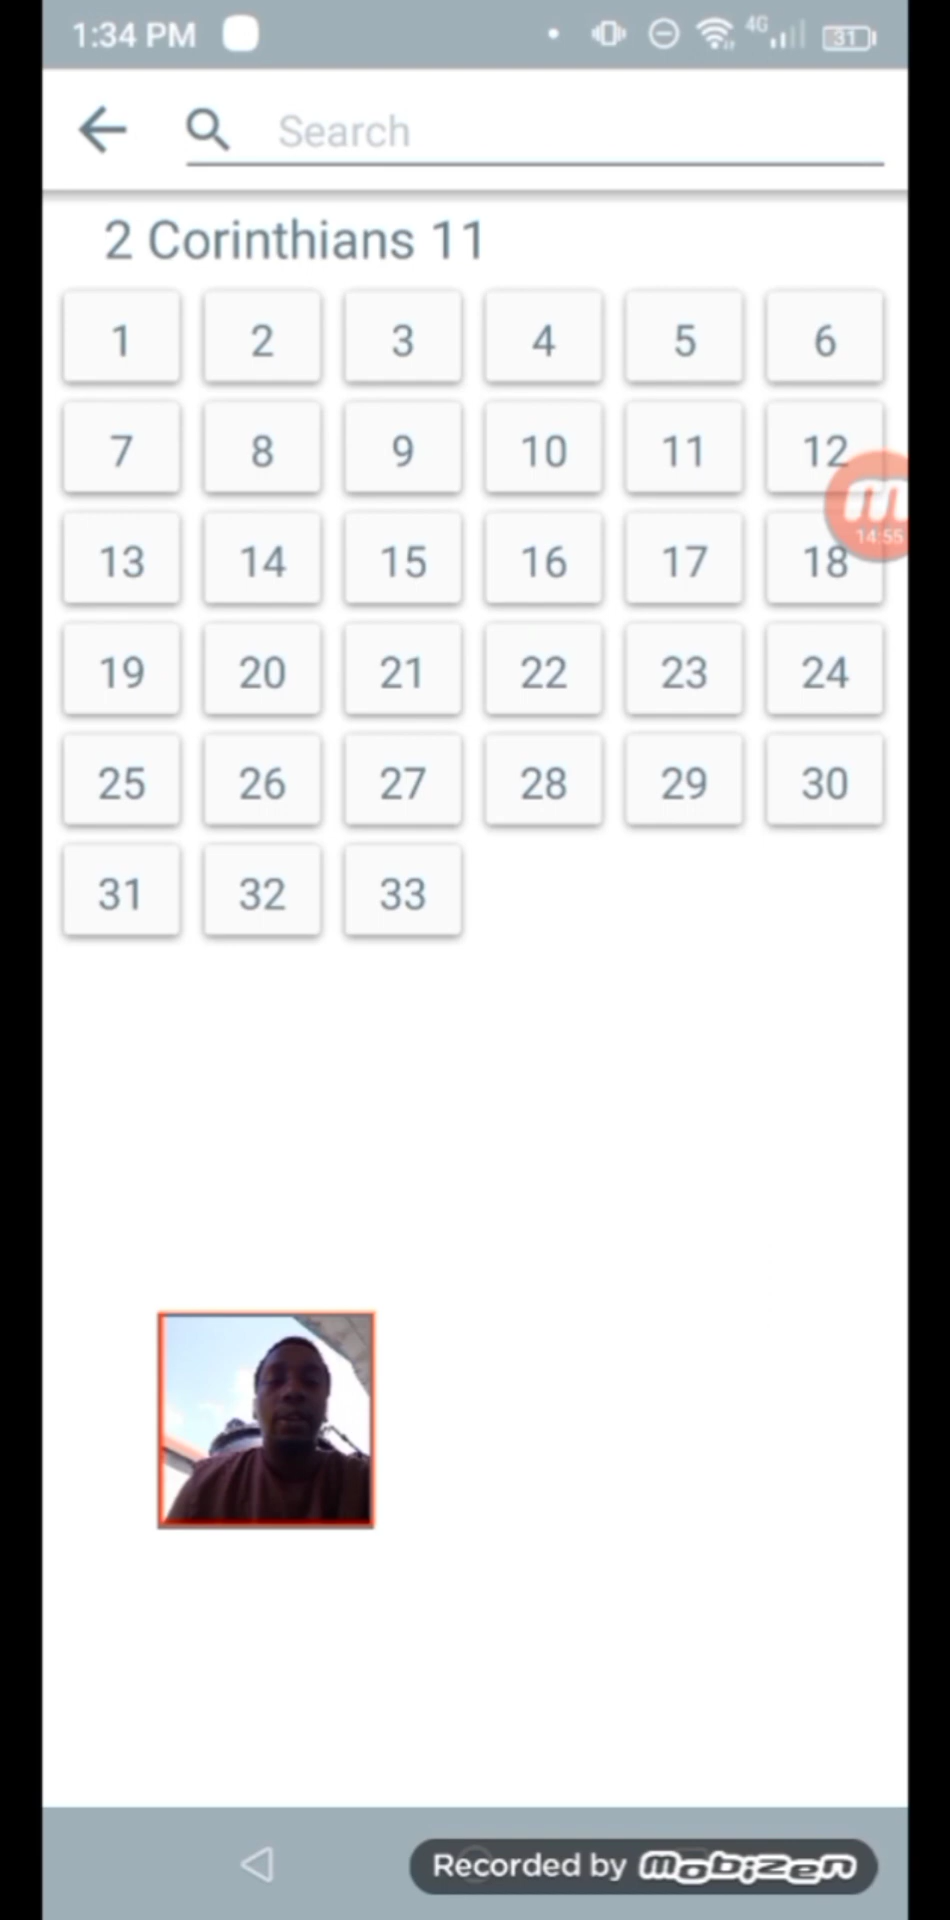 1:34 PM 4G 31
Search
2 Corinthians 11
1 2 3 4 5 6
7 8 9 10 11 12
13 14 15 16 17 18
14:55
19 20 21 22 23 24
25 26 27 28 29 30
31 32 33
Recorded by mobizen